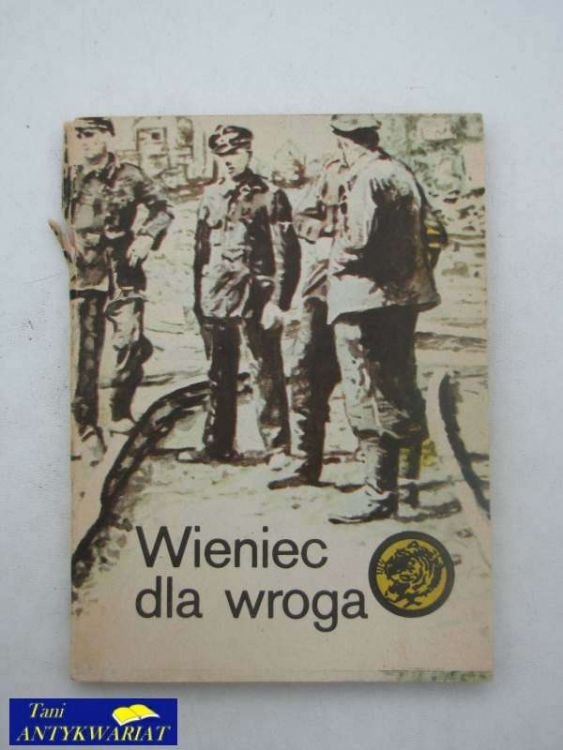 Wieniec
dla wroga
Tani
ANTYKWARIAT